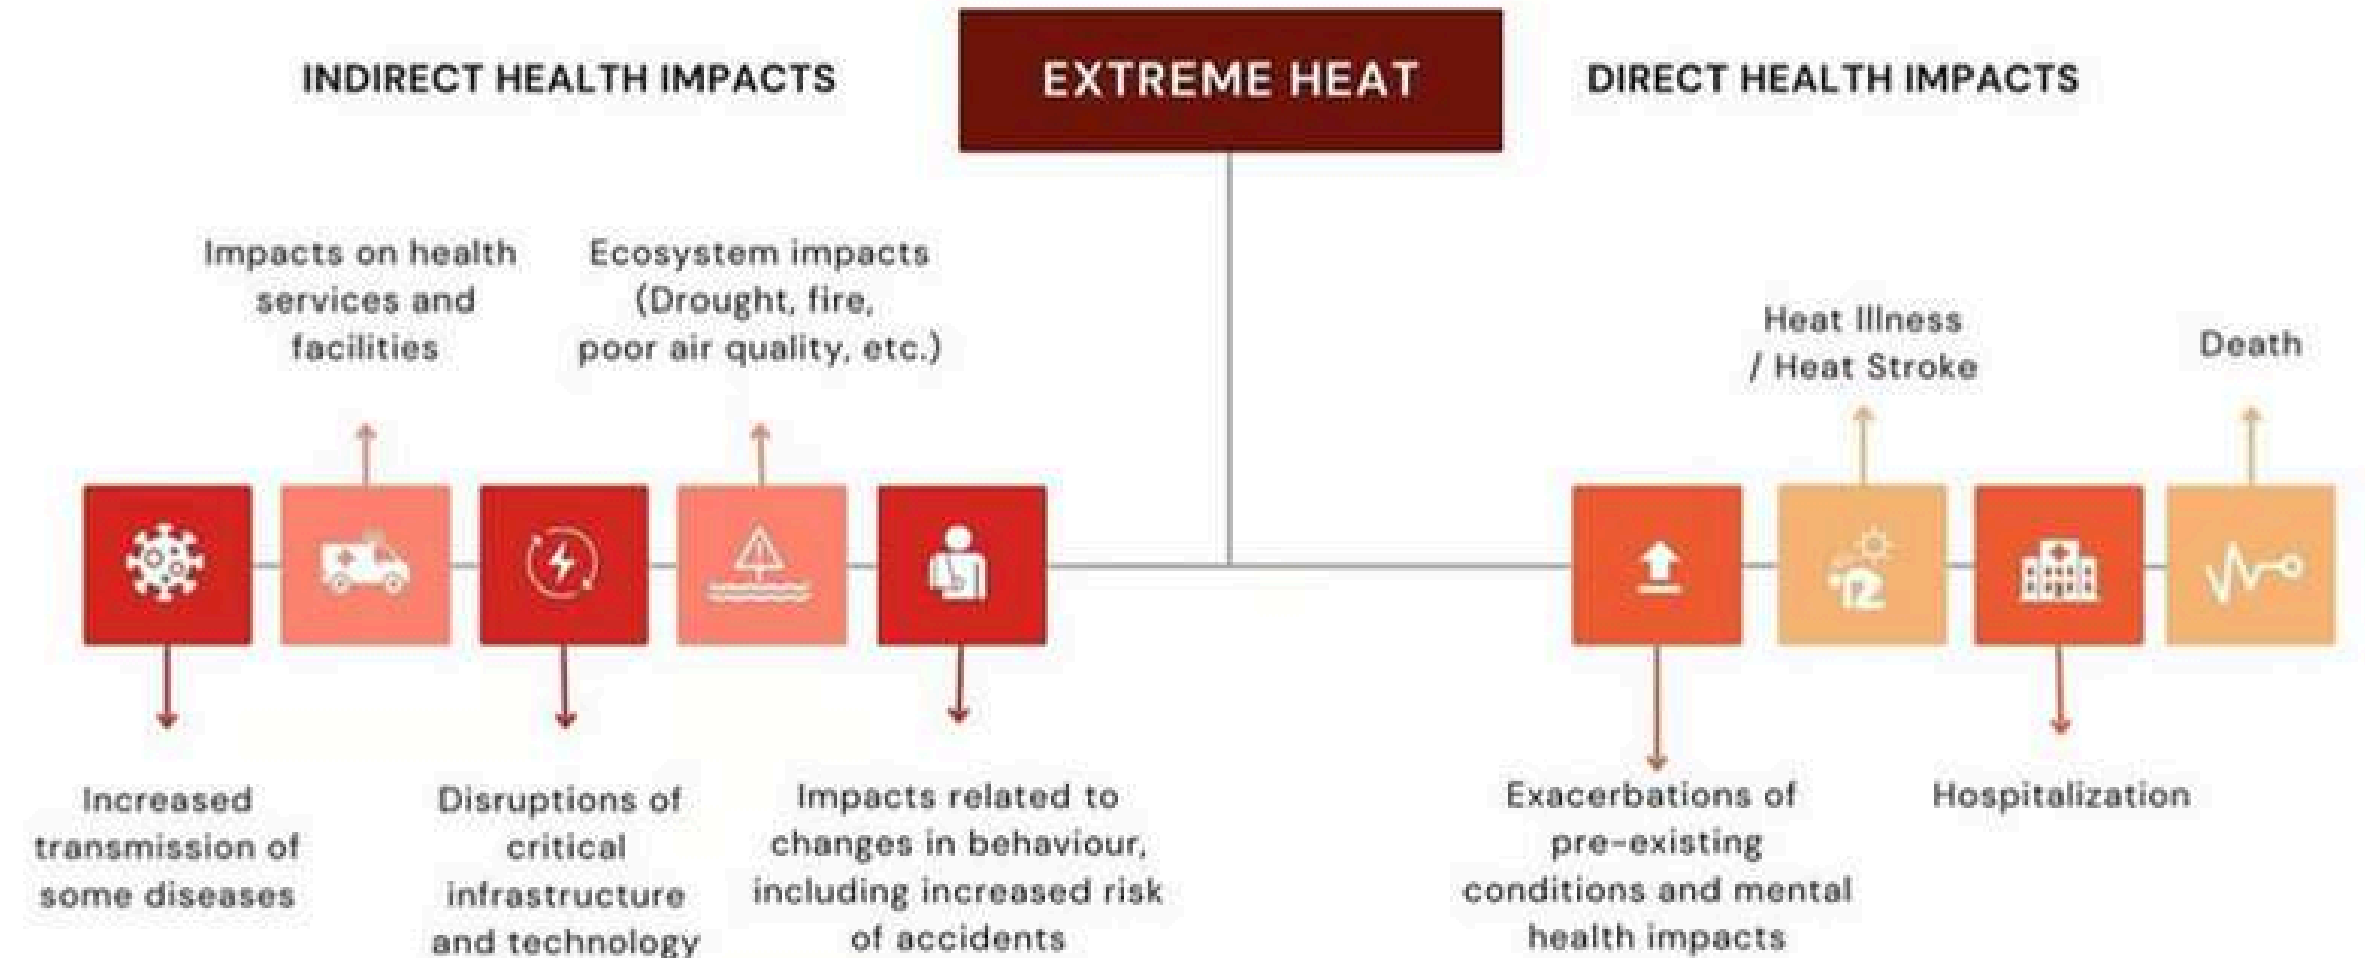 INDIRECT HEALTH IMPACTS
EXTREME HEAT
DIRECT HEALTH IMPACTS
Impacts on health
services and
facilities
Ecosystem impacts
(Drought, fire,
poor air quality, etc.)
Heat Illness
/ Heat Stroke
Death
Increased
transmission of
some diseases
Disruptions of
critical
infrastructure
and technology
Impacts related to
changes in behaviour,
including increased risk
of accidents
Exacerbations of
pre-existing
conditions and mental
health impacts
Hospitalization